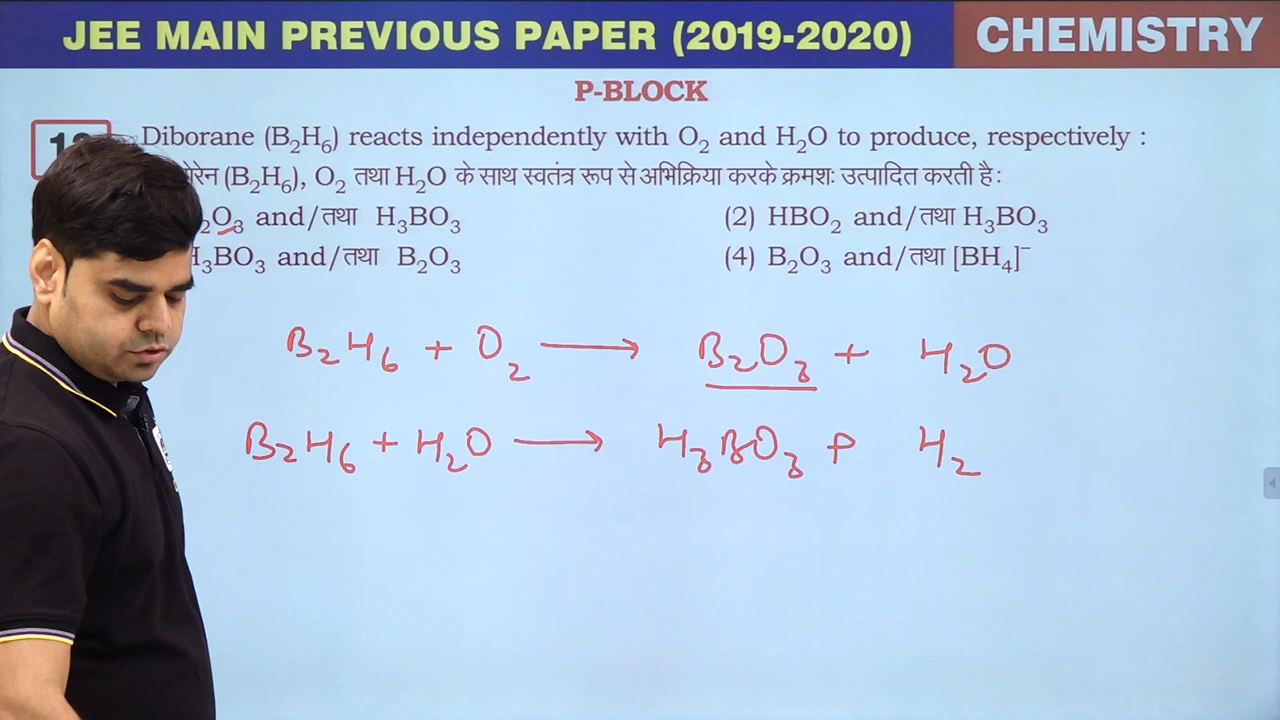 JEE MAIN PREVIOUS PAPER (2019-2020) CHEMISTRY
P-BLOCK
Diborane (B₂H₆) reacts independently with O₂ and H₂O to produce, respectively :
(B₂H₆), O₂ तथा H₂O के साथ स्वतंत्र रूप से अभिक्रिया करके क्रमशः उत्पादित करती है :
₂O₃ and/तथा H₃BO₃ (2) HBO₂ and/तथा H₃BO₃
H₃BO₃ and/तथा B₂O₃ (4) B₂O₃ and/तथा [BH₄]⁻
B₂H₆ + O₂ ⟶ B₂O₃ + H₂O
B₂H₆ + H₂O ⟶ H₃BO₃ + H₂